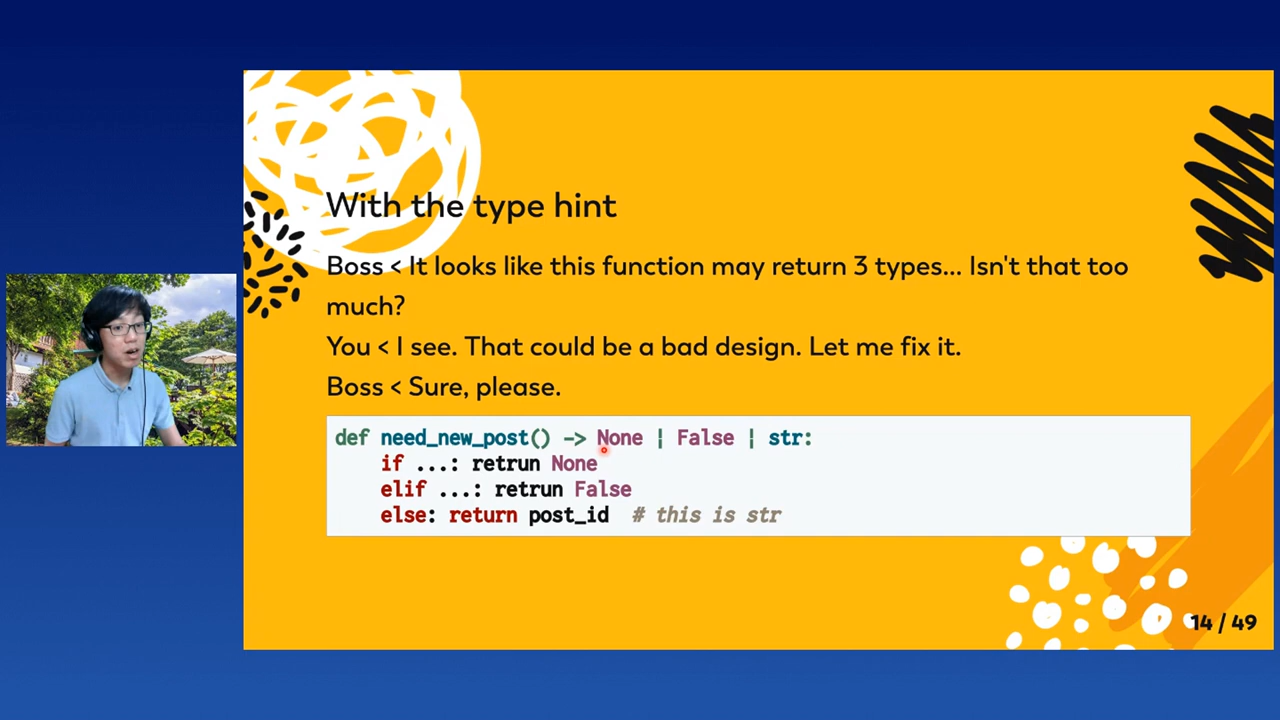 With the type hint
Boss < It looks like this function may return 3 types... Isn't that too
much?
You < I see. That could be a bad design. Let me fix it.
Boss < Sure, please.
def need_new_post() -> None | False | str:
    if ...: retrun None
    elif ...: retrun False
    else: return post_id  # this is str
14 / 49